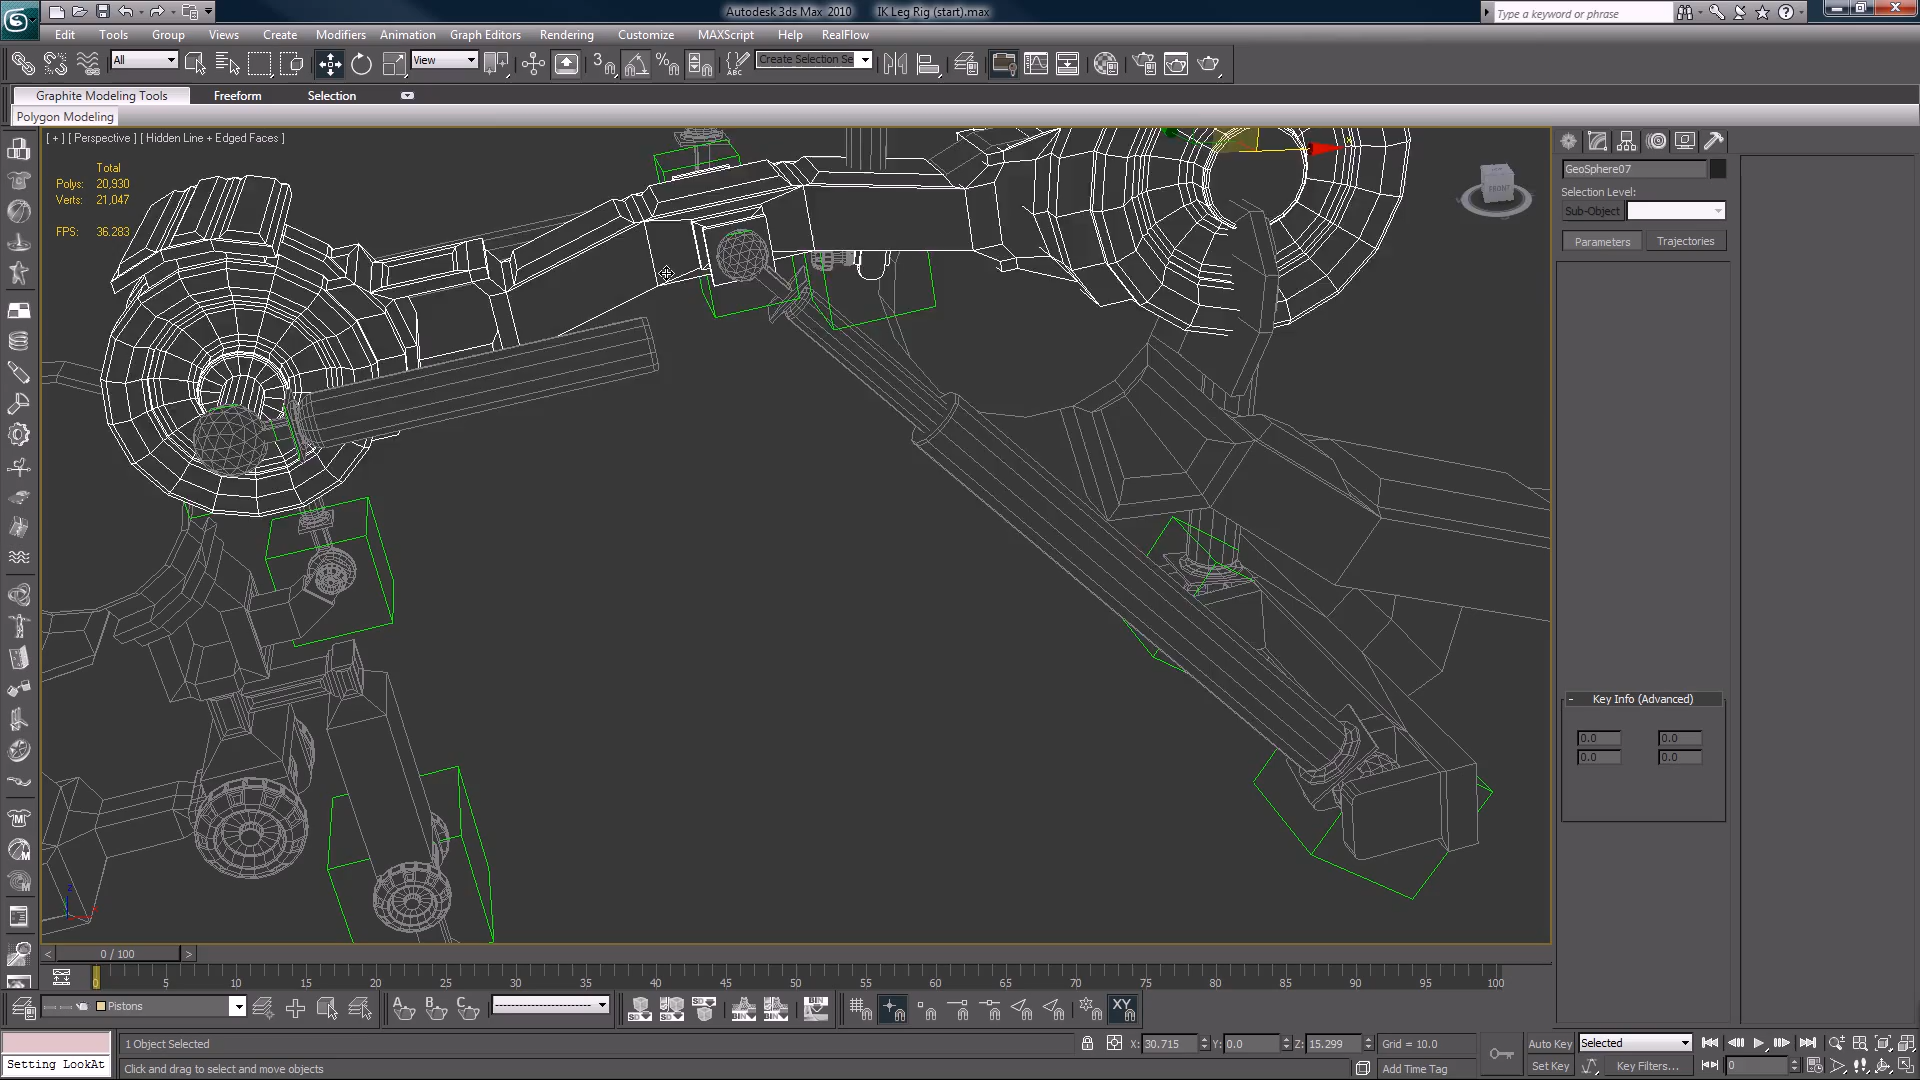 Autodesk 3ds Max 2010 IK Leg Rig (start).max
Type a keyword or phrase
Edit Tools Group Views Create Modifiers Animation Graph Editors Rendering Customize MAXScript Help RealFlow
All View 3 % ABC Create Selection Se
Graphite Modeling Tools Freeform Selection
Polygon Modeling
[ + ] [ Perspective ] [ Hidden Line + Edged Faces ]
Total
Polys: 20,930
Verts: 21,047
FPS: 36.283
FRONT
GeoSphere07
Selection Level:
Sub-Object
Parameters Trajectories
- Key Info (Advanced)
0.0 0.0
0.0 0.0
< 0 / 100 >
0 5 10 15 20 25 30 35 40 45 50 55 60 65 70 75 80 85 90 95 100
Pistons A B C XY
1 Object Selected X: 30.715 Y: 0.0 Z: 15.299 Grid = 10.0 Auto Key Selected
Setting LookAt Click and drag to select and move objects Add Time Tag Set Key Key Filters... 0